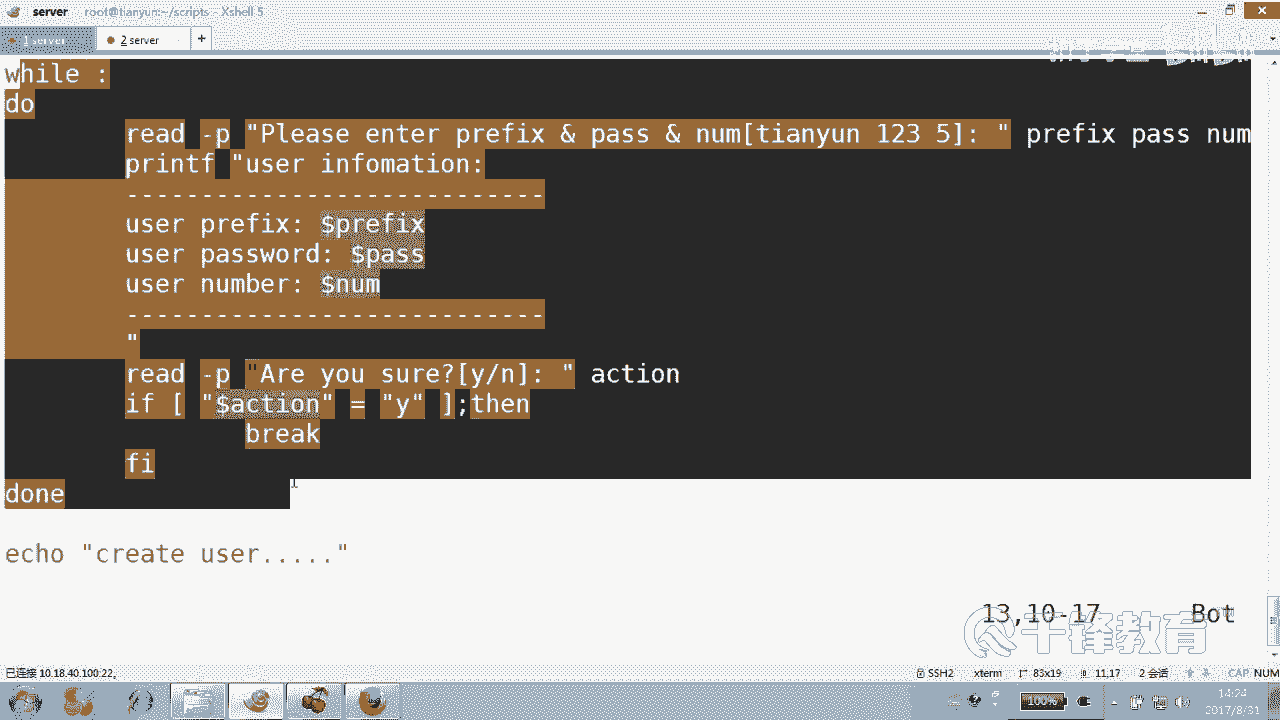 server root@tianyun:~/scripts - Xshell 5
1 server 2 server +
while :
do
read -p "Please enter prefix & pass & num[tianyun 123 5]: " prefix pass num
printf "user infomation:
----------------------------
user prefix: $prefix
user password: $pass
user number: $num
----------------------------
"
read -p "Are you sure?[y/n]: " action
if [ "$action" = "y" ];then
break
fi
done
echo "create user....."
13,10-17 Bot
千锋教育
已连接 10.18.40.100:22。 SSH2 xterm 83x19 11,17 2 会话 CAP NUM
100% 14:24
2017/8/31